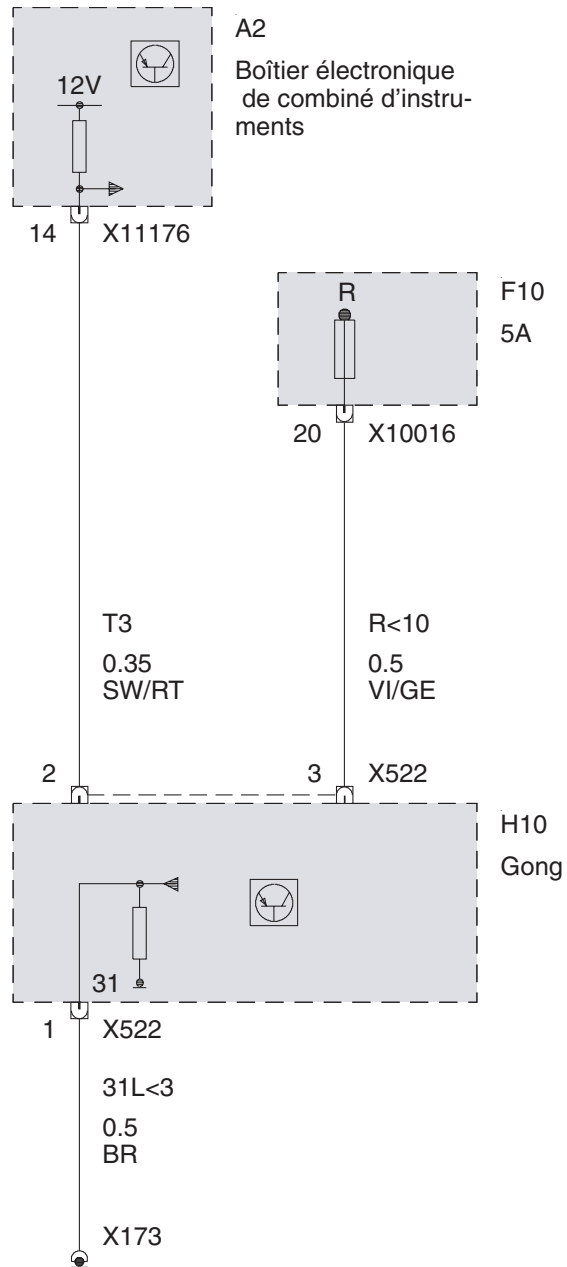 A2
Boîtier électronique
de combiné d'instru-
ments
12V
14 X11176
R
F10
5A
20 X10016
T3
0.35
SW/RT
R<10
0.5
VI/GE
2
3 X522
H10
Gong
31
1 X522
31L<3
0.5
BR
X173